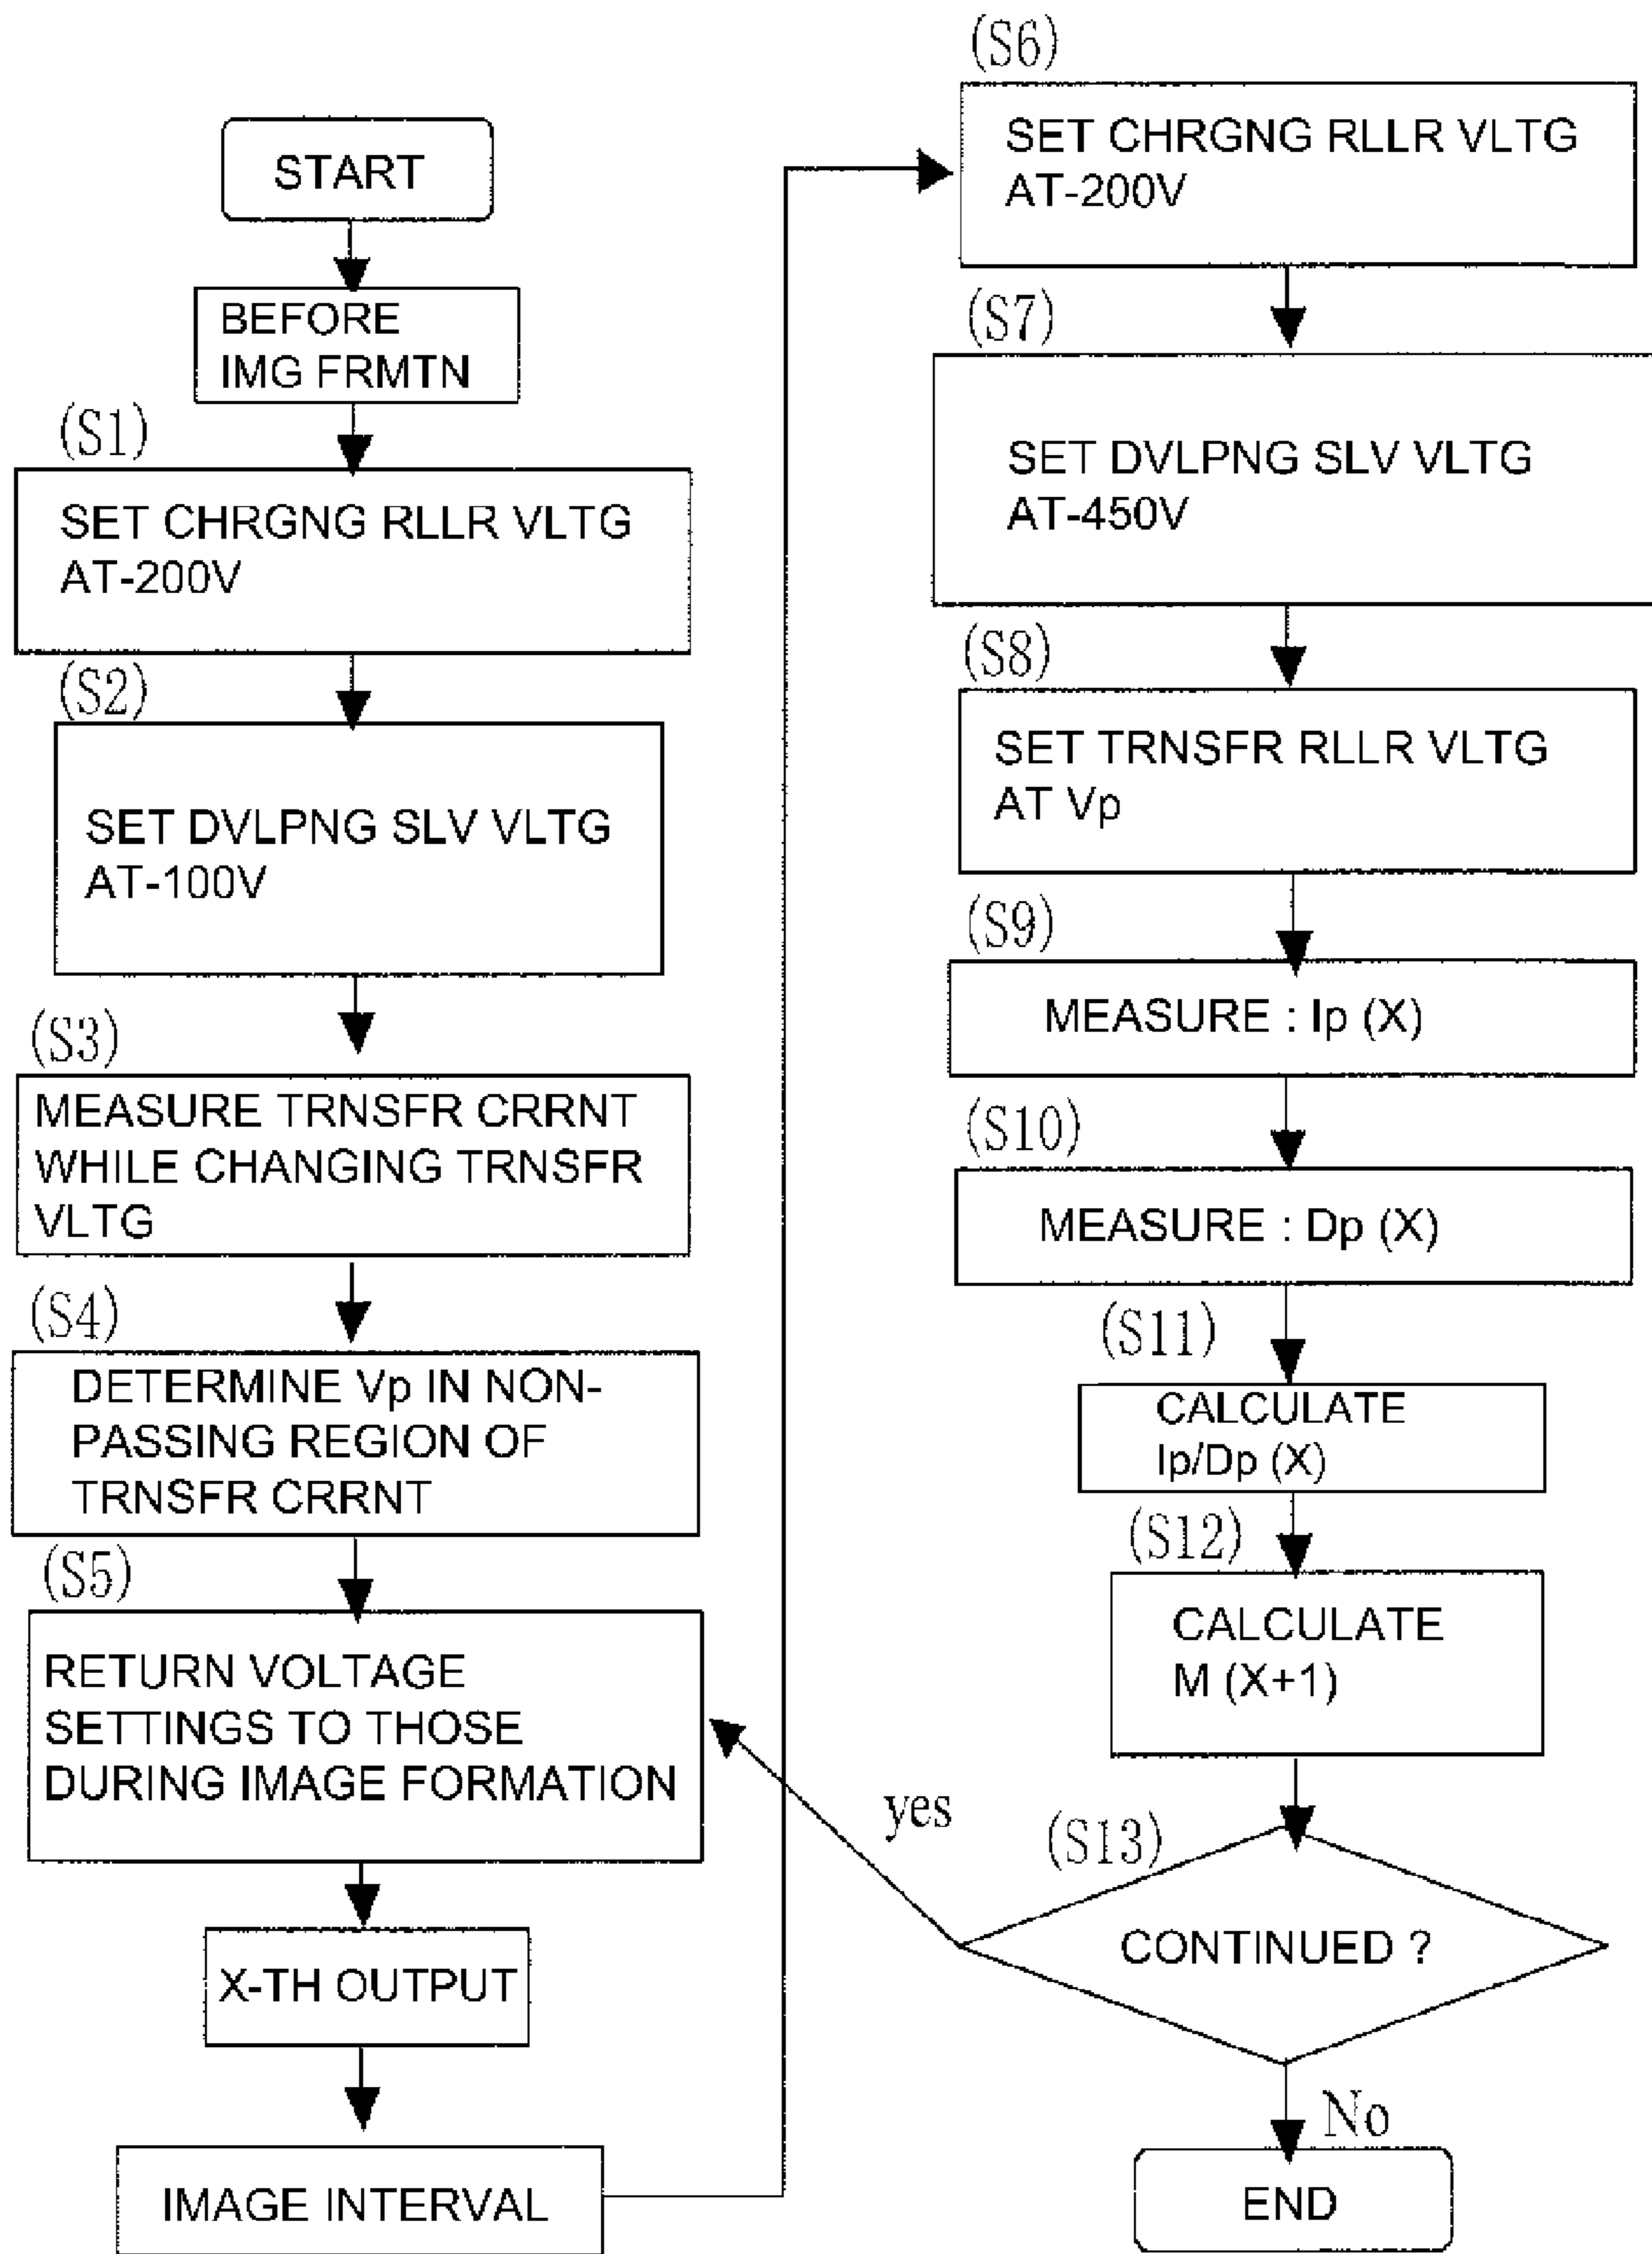 START
BEFORE
IMG FRMTN
(S1)
SET CHRGNG RLLR VLTG
AT-200V
(S2)
SET DVLPNG SLV VLTG
AT-100V
(S3)
MEASURE TRNSFR CRRNT
WHILE CHANGING TRNSFR
VLTG
(S4)
DETERMINE Vp IN NON-
PASSING REGION OF
TRNSFR CRRNT
(S5)
RETURN VOLTAGE
SETTINGS TO THOSE
DURING IMAGE FORMATION
X-TH OUTPUT
IMAGE INTERVAL
(S6)
SET CHRGNG RLLR VLTG
AT-200V
(S7)
SET DVLPNG SLV VLTG
AT-450V
(S8)
SET TRNSFR RLLR VLTG
AT Vp
(S9)
MEASURE : Ip (X)
(S10)
MEASURE : Dp (X)
(S11)
CALCULATE
Ip/Dp (X)
(S12)
CALCULATE
M (X+1)
(S13)
CONTINUED ?
yes
No
END